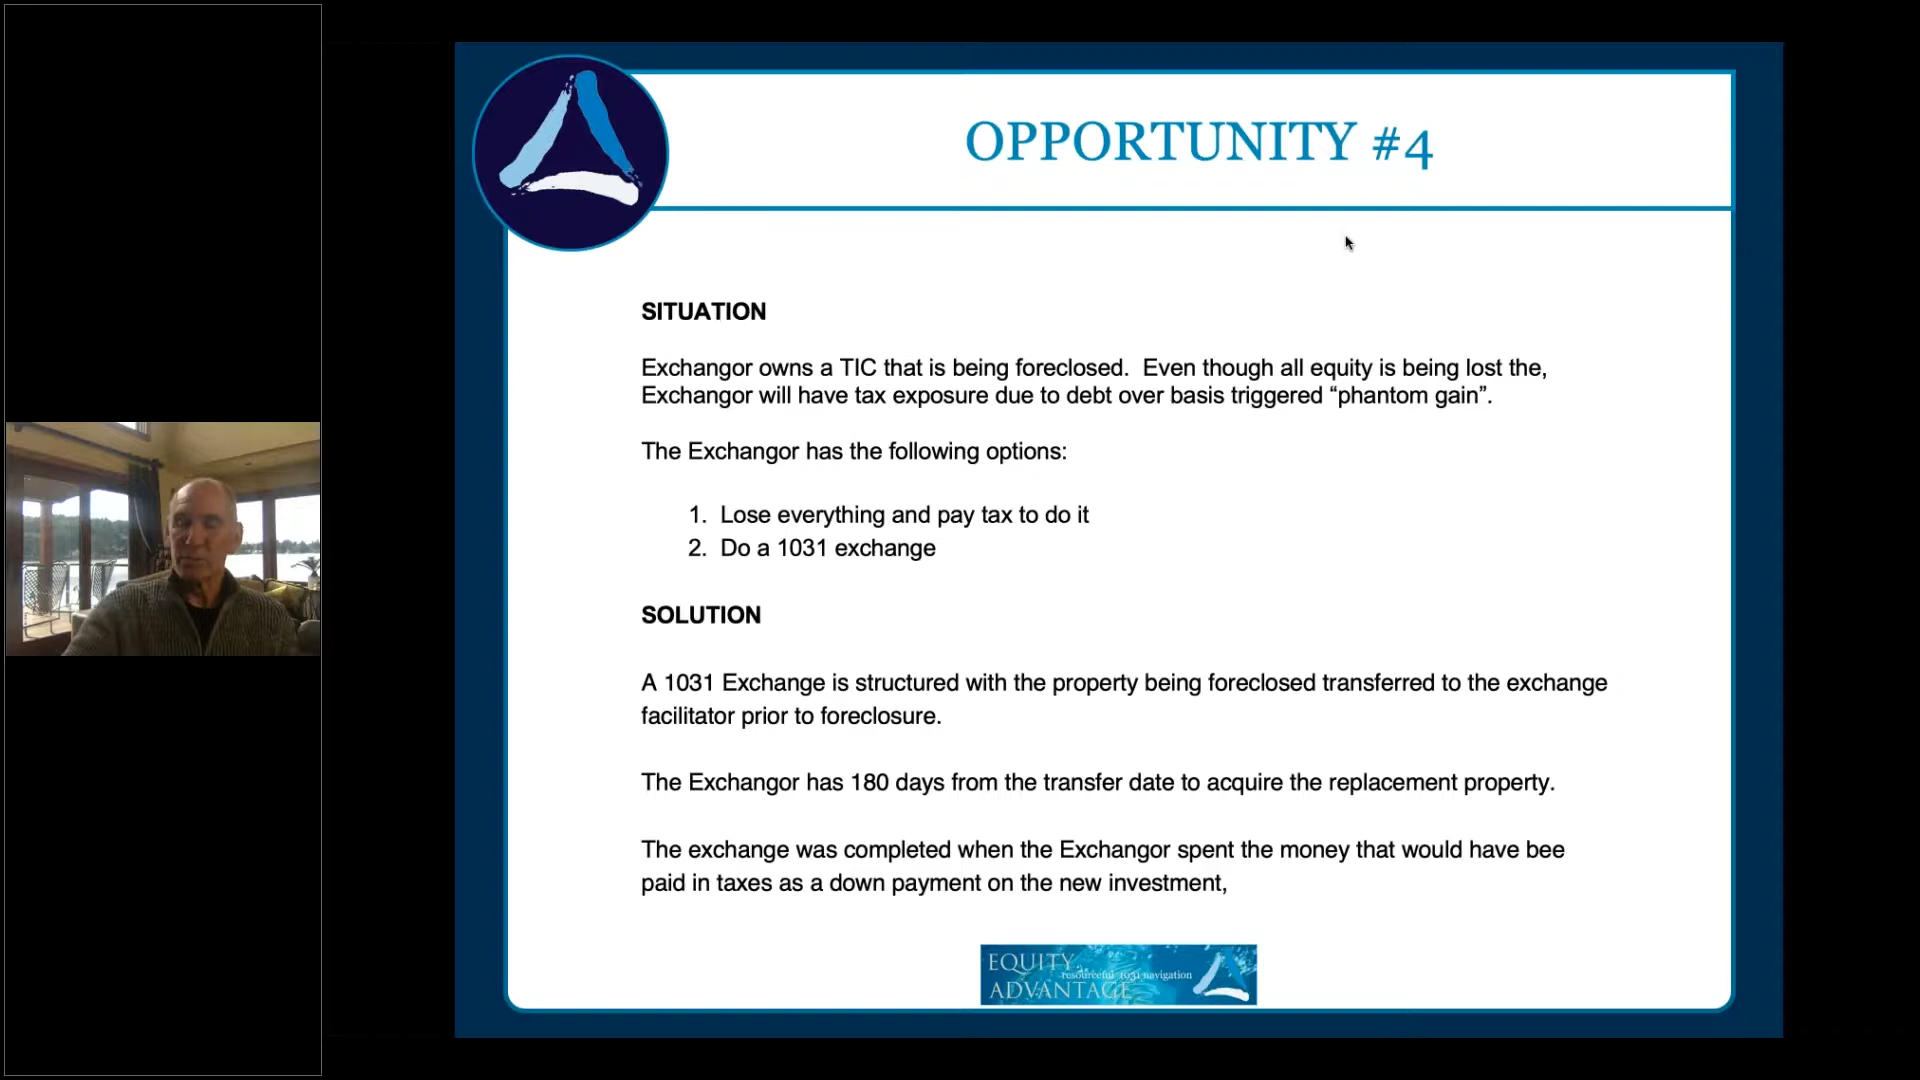 OPPORTUNITY #4
SITUATION
Exchangor owns a TIC that is being foreclosed.  Even though all equity is being lost the,
Exchangor will have tax exposure due to debt over basis triggered “phantom gain”.
The Exchangor has the following options:
1. Lose everything and pay tax to do it
2. Do a 1031 exchange
SOLUTION
A 1031 Exchange is structured with the property being foreclosed transferred to the exchange
facilitator prior to foreclosure.
The Exchangor has 180 days from the transfer date to acquire the replacement property.
The exchange was completed when the Exchangor spent the money that would have bee
paid in taxes as a down payment on the new investment,
EQUITY
resourceful 1031 navigation
ADVANTAGE